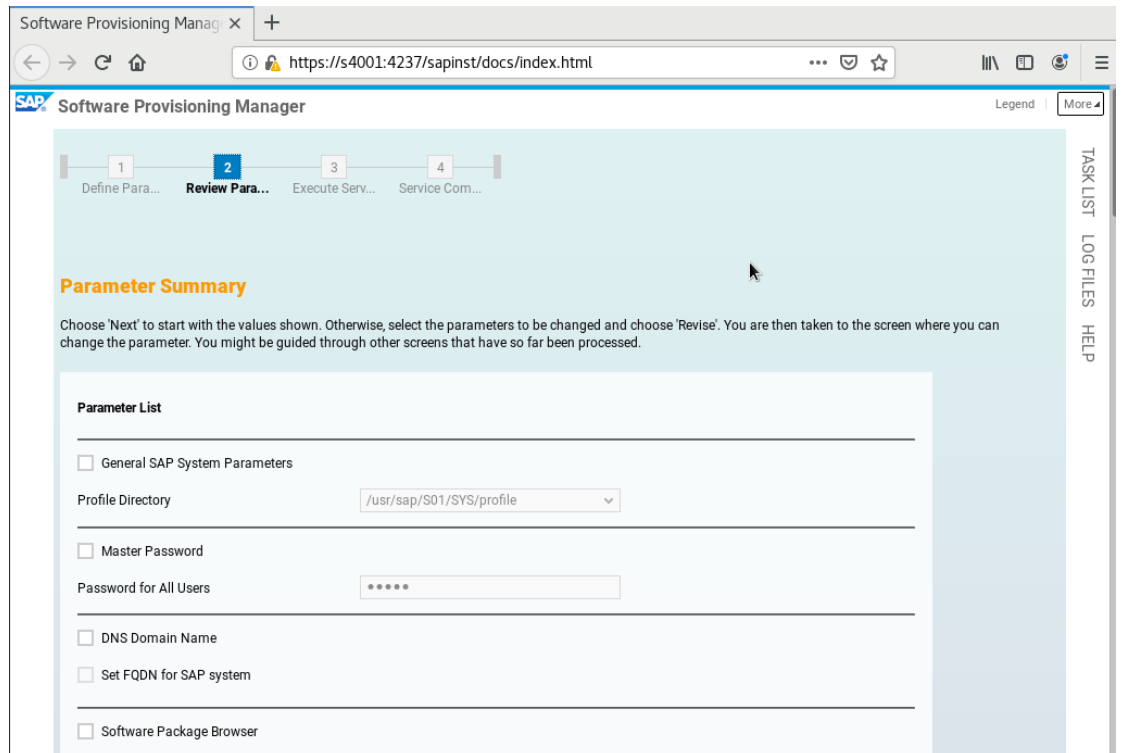 Software Provisioning Manag
https://s4001:4237/sapinst/docs/index.html
SAP Software Provisioning Manager
Legend
More
1
2
3
4
Define Para...
Review Para...
Execute Serv...
Service Com...
TASK LIST
LOG FILES
HELP
Parameter Summary
Choose 'Next' to start with the values shown. Otherwise, select the parameters to be changed and choose 'Revise'. You are then taken to the screen where you can
change the parameter. You might be guided through other screens that have so far been processed.
Parameter List
General SAP System Parameters
Profile Directory
/usr/sap/S01/SYS/profile
Master Password
Password for All Users
•••••
DNS Domain Name
Set FQDN for SAP system
Software Package Browser